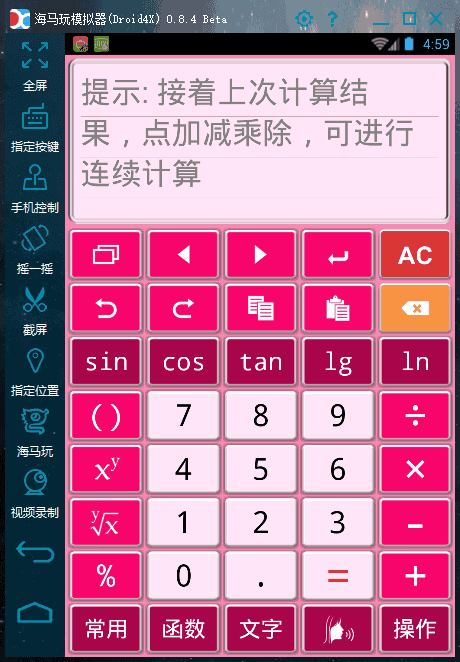 海马玩模拟器(Droid4X) 0.8.4 Beta
?
4:59
全屏
指定按键
手机控制
摇一摇
截屏
指定位置
海马玩
视频录制
提示: 接着上次计算结
果，点加减乘除，可进行
连续计算
AC
sin cos tan lg ln
( ) 7 8 9 ÷
xʸ 4 5 6 ×
ʸ√x 1 2 3 -
% 0 . = +
常用 函数 文字 操作